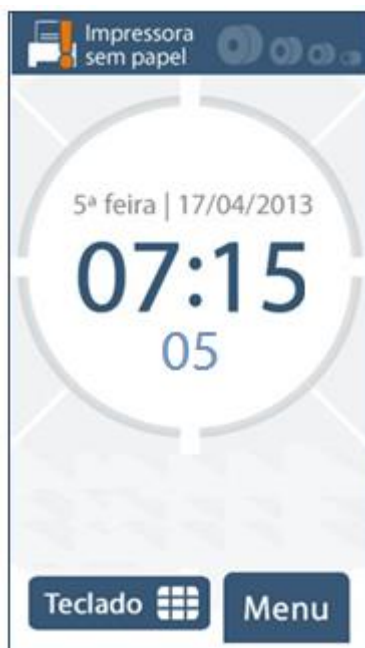 Impressora
sem papel
5ª feira | 17/04/2013
07:15
05
Teclado
Menu